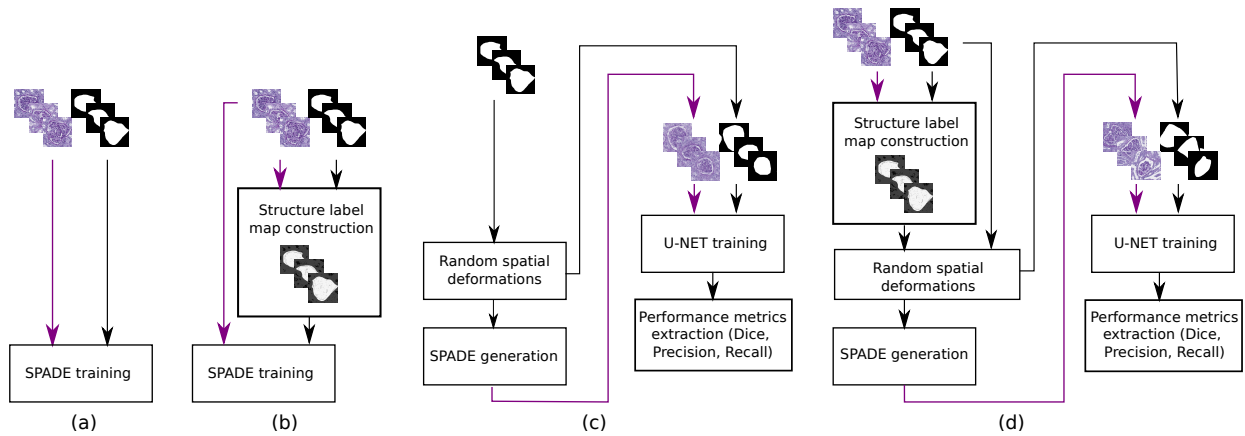 SPADE training
(a)
Structure label
map construction
SPADE training
(b)
Random spatial
deformations
SPADE generation
U-NET training
Performance metrics
extraction (Dice,
Precision, Recall)
(c)
Structure label
map construction
Random spatial
deformations
SPADE generation
U-NET training
Performance metrics
extraction (Dice,
Precision, Recall)
(d)